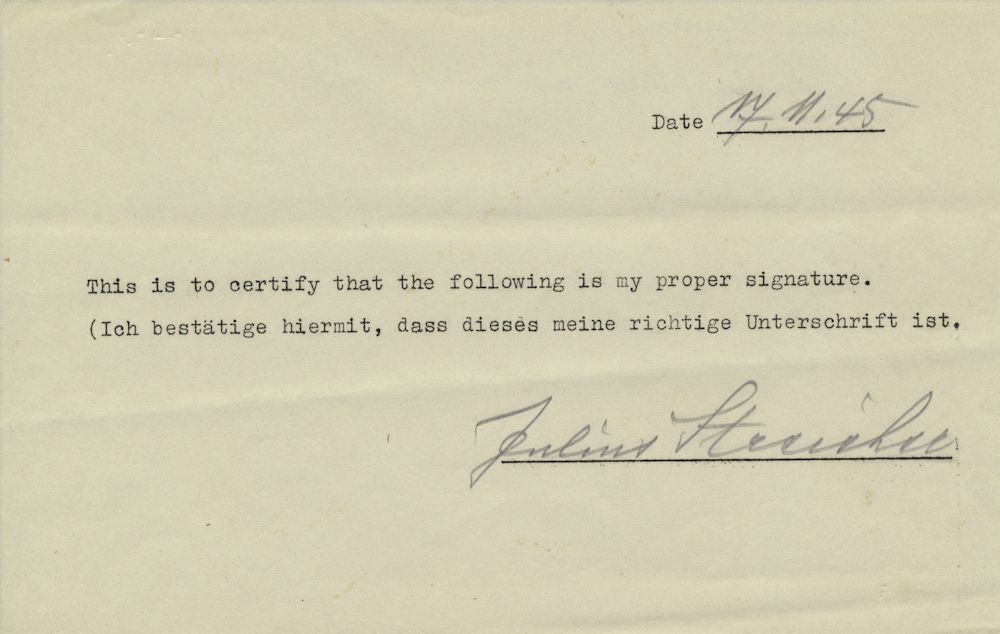 Date 17.11.45
This is to certify that the following is my proper signature.
(Ich bestätige hiermit, dass dieses meine richtige Unterschrift ist.
Julius Streicher